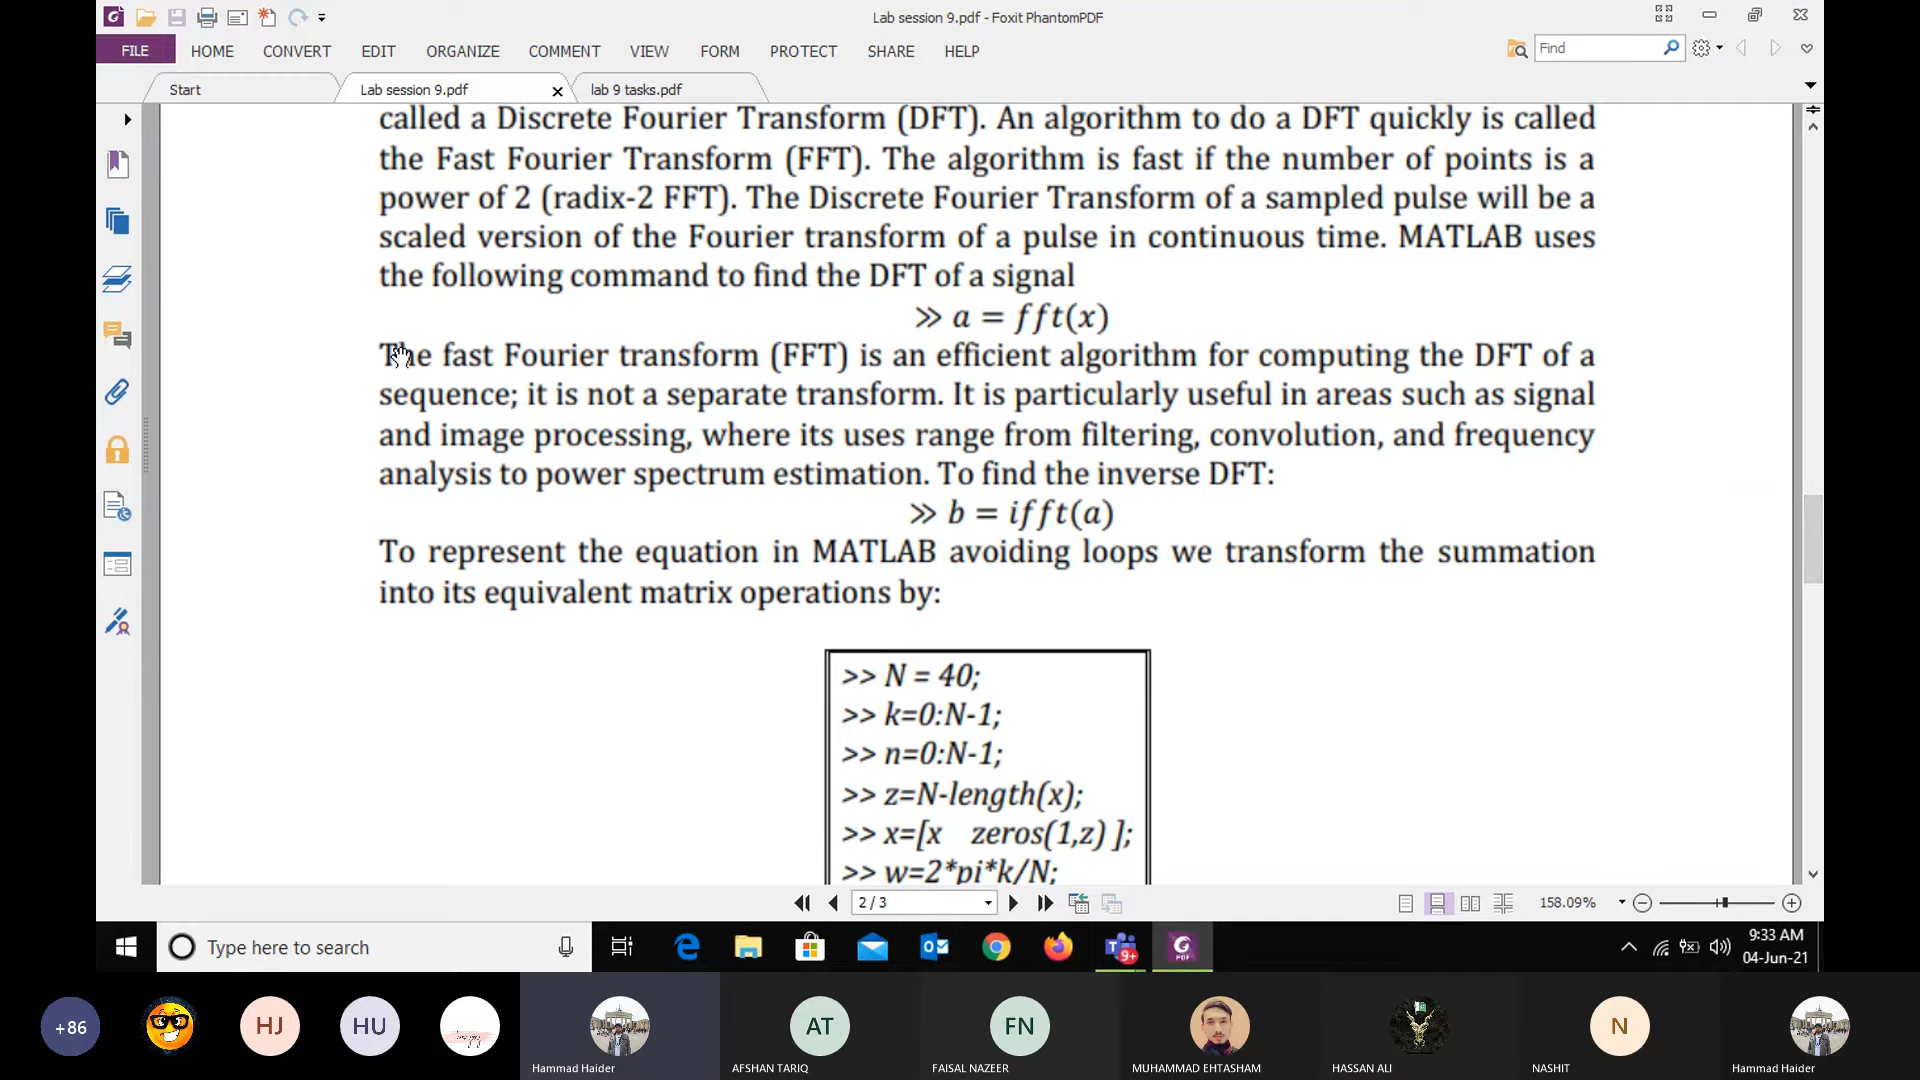 Lab session 9.pdf - Foxit PhantomPDF
FILE HOME CONVERT EDIT ORGANIZE COMMENT VIEW FORM PROTECT SHARE HELP
Find
Start
Lab session 9.pdf
lab 9 tasks.pdf
called a Discrete Fourier Transform (DFT). An algorithm to do a DFT quickly is called
the Fast Fourier Transform (FFT). The algorithm is fast if the number of points is a
power of 2 (radix-2 FFT). The Discrete Fourier Transform of a sampled pulse will be a
scaled version of the Fourier transform of a pulse in continuous time. MATLAB uses
the following command to find the DFT of a signal
≫ a = fft(x)
The fast Fourier transform (FFT) is an efficient algorithm for computing the DFT of a
sequence; it is not a separate transform. It is particularly useful in areas such as signal
and image processing, where its uses range from filtering, convolution, and frequency
analysis to power spectrum estimation. To find the inverse DFT:
≫ b = ifft(a)
To represent the equation in MATLAB avoiding loops we transform the summation
into its equivalent matrix operations by:
>> N = 40;
>> k=0:N-1;
>> n=0:N-1;
>> z=N-length(x);
>> x=[x zeros(1,z) ];
>> w=2*pi*k/N;
2 / 3
158.09%
Type here to search
9+
PDF
9:33 AM
04-Jun-21
+86
HJ
HU
AT
FN
N
Hammad Haider
AFSHAN TARIQ
FAISAL NAZEER
MUHAMMAD EHTASHAM
HASSAN ALI
NASHIT
Hammad Haider